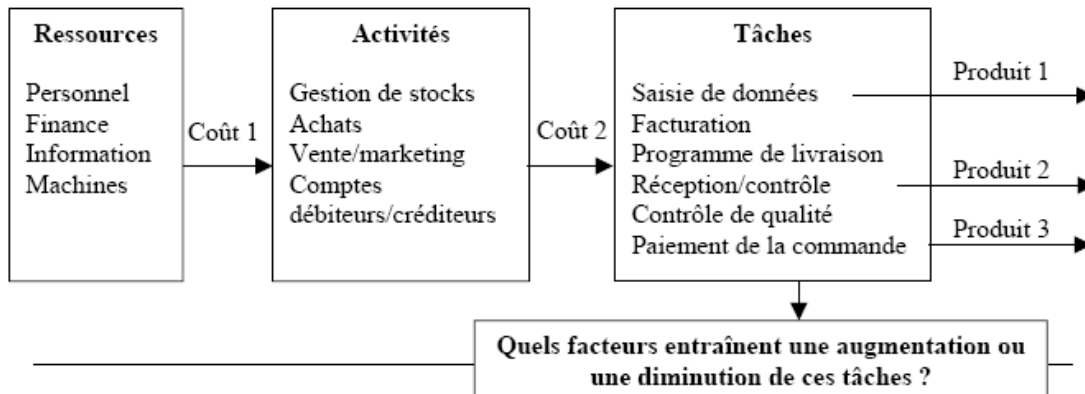 Ressources
Personnel
Finance
Information
Machines
Coût 1
Activités
Gestion de stocks
Achats
Vente/marketing
Comptes
débiteurs/créditeurs
Coût 2
Tâches
Saisie de données
Facturation
Programme de livraison
Réception/contrôle
Contrôle de qualité
Paiement de la commande
Produit 1
Produit 2
Produit 3
Quels facteurs entraînent une augmentation ou
une diminution de ces tâches ?